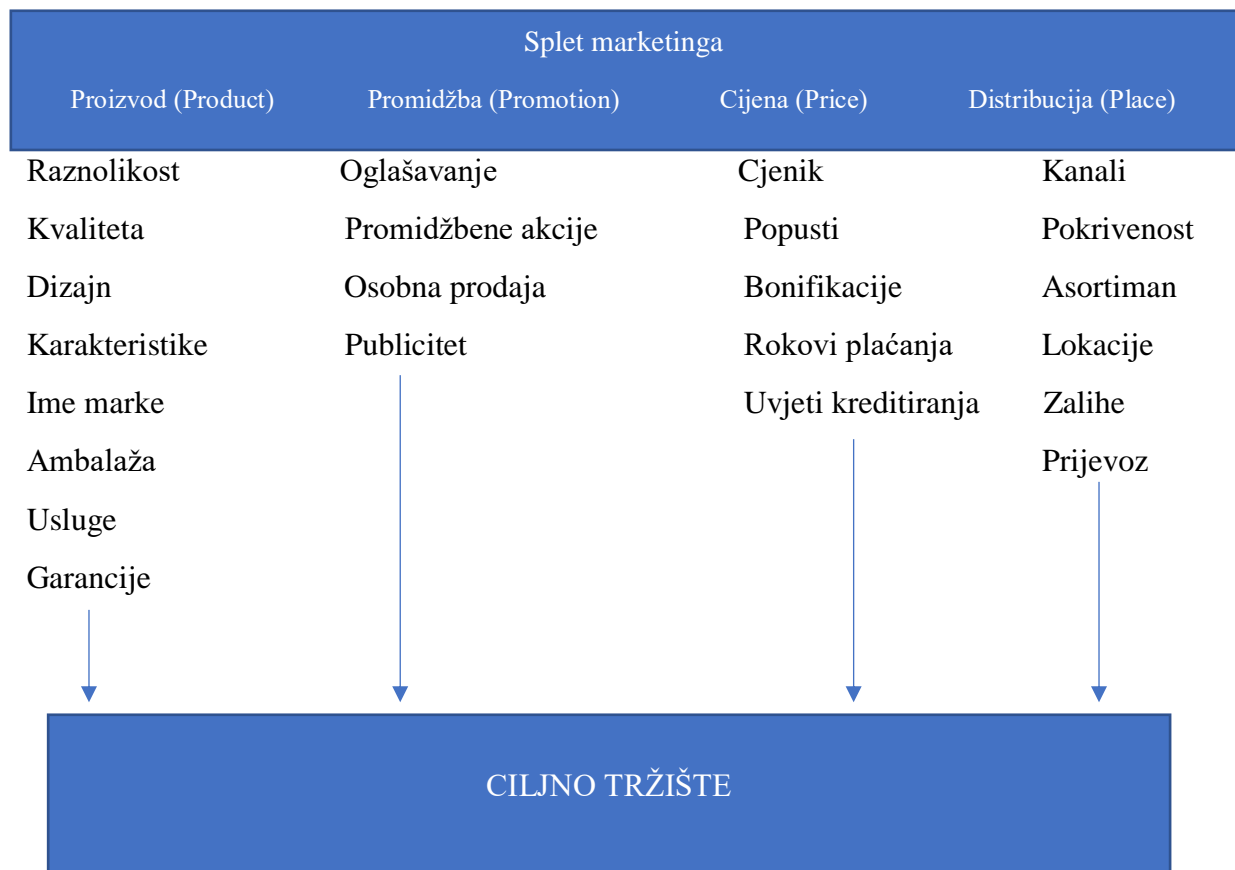 Splet marketinga
Proizvod (Product) Promidžba (Promotion) Cijena (Price) Distribucija (Place)
Raznolikost Oglašavanje Cjenik Kanali
Kvaliteta Promidžbene akcije Popusti Pokrivenost
Dizajn Osobna prodaja Bonifikacije Asortiman
Karakteristike Publicitet Rokovi plaćanja Lokacije
Ime marke Uvjeti kreditiranja Zalihe
Ambalaža Prijevoz
Usluge
Garancije
CILJNO TRŽIŠTE